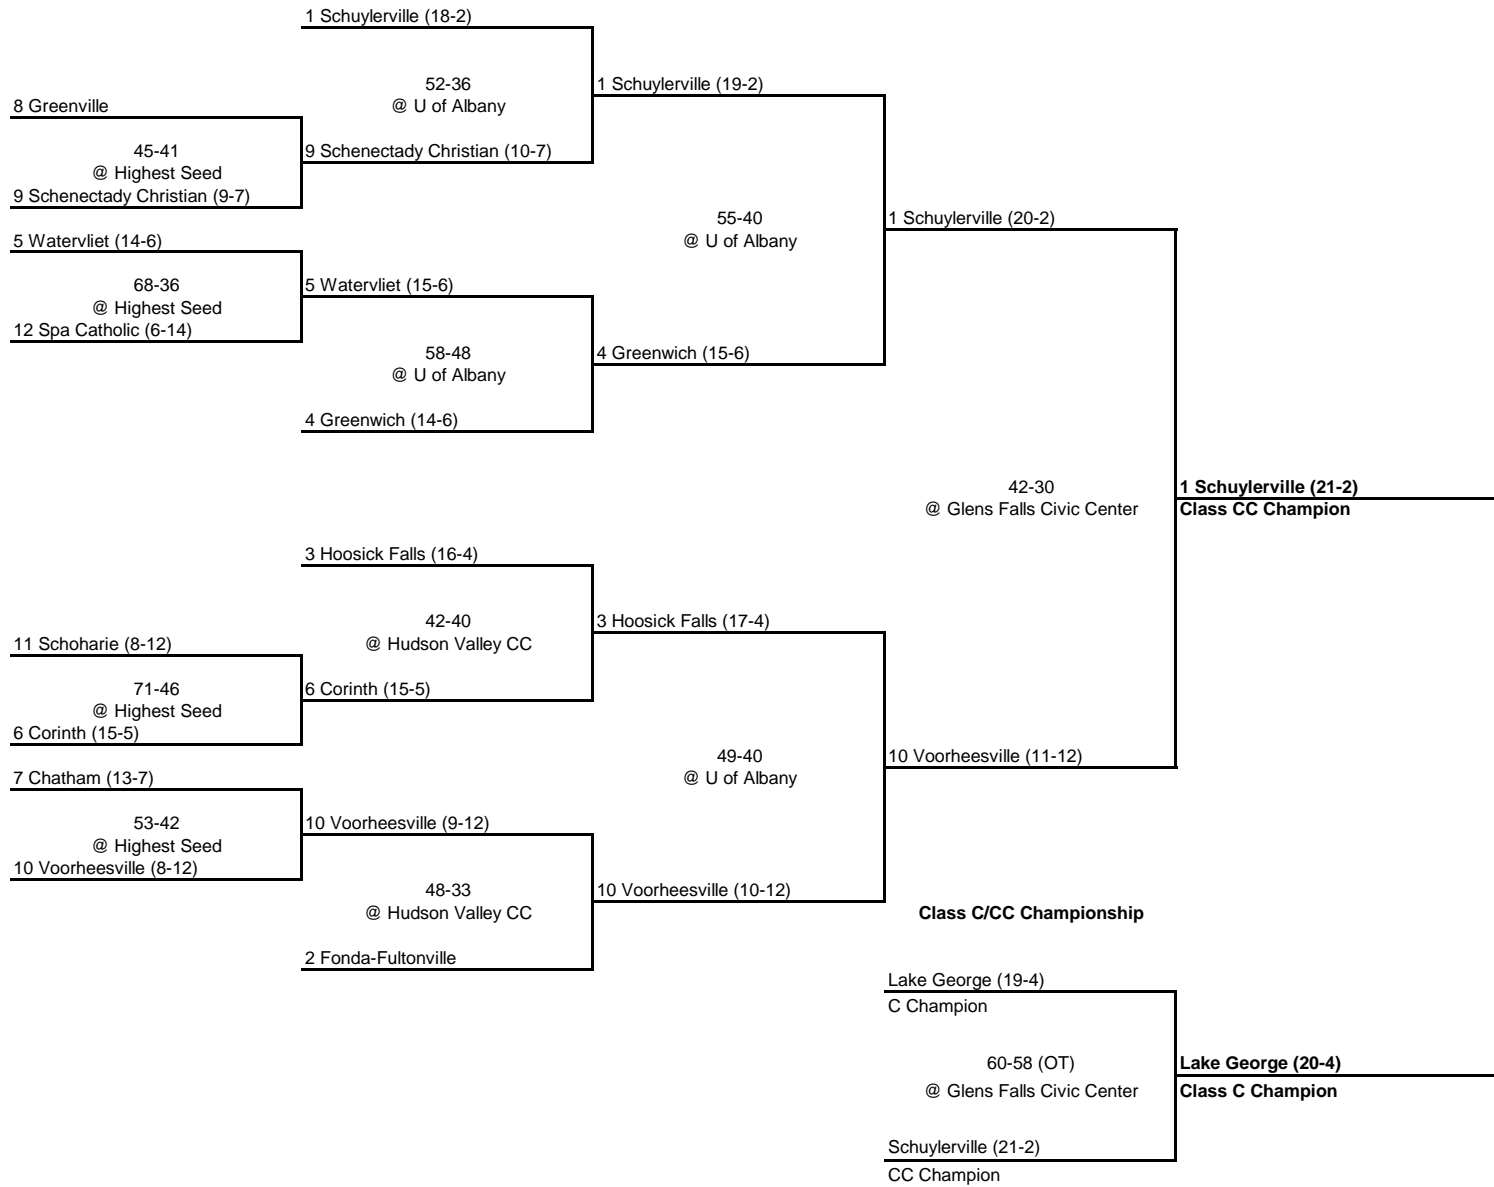 1 Schuylerville (18-2)
52-36
@ U of Albany
1 Schuylerville (19-2)
8 Greenville
45-41
@ Highest Seed
9 Schenectady Christian (10-7)
9 Schenectady Christian (9-7)
55-40
@ U of Albany
1 Schuylerville (20-2)
5 Watervliet (14-6)
68-36
@ Highest Seed
5 Watervliet (15-6)
12 Spa Catholic (6-14)
58-48
@ U of Albany
4 Greenwich (15-6)
4 Greenwich (14-6)
42-30
@ Glens Falls Civic Center
1 Schuylerville (21-2)
Class CC Champion
3 Hoosick Falls (16-4)
42-40
@ Hudson Valley CC
3 Hoosick Falls (17-4)
11 Schoharie (8-12)
71-46
@ Highest Seed
6 Corinth (15-5)
6 Corinth (15-5)
49-40
@ U of Albany
10 Voorheesville (11-12)
7 Chatham (13-7)
53-42
@ Highest Seed
10 Voorheesville (9-12)
10 Voorheesville (8-12)
48-33
@ Hudson Valley CC
10 Voorheesville (10-12)
2 Fonda-Fultonville
Class C/CC Championship
Lake George (19-4)
C Champion
60-58 (OT)
@ Glens Falls Civic Center
Lake George (20-4)
Class C Champion
Schuylerville (21-2)
CC Champion